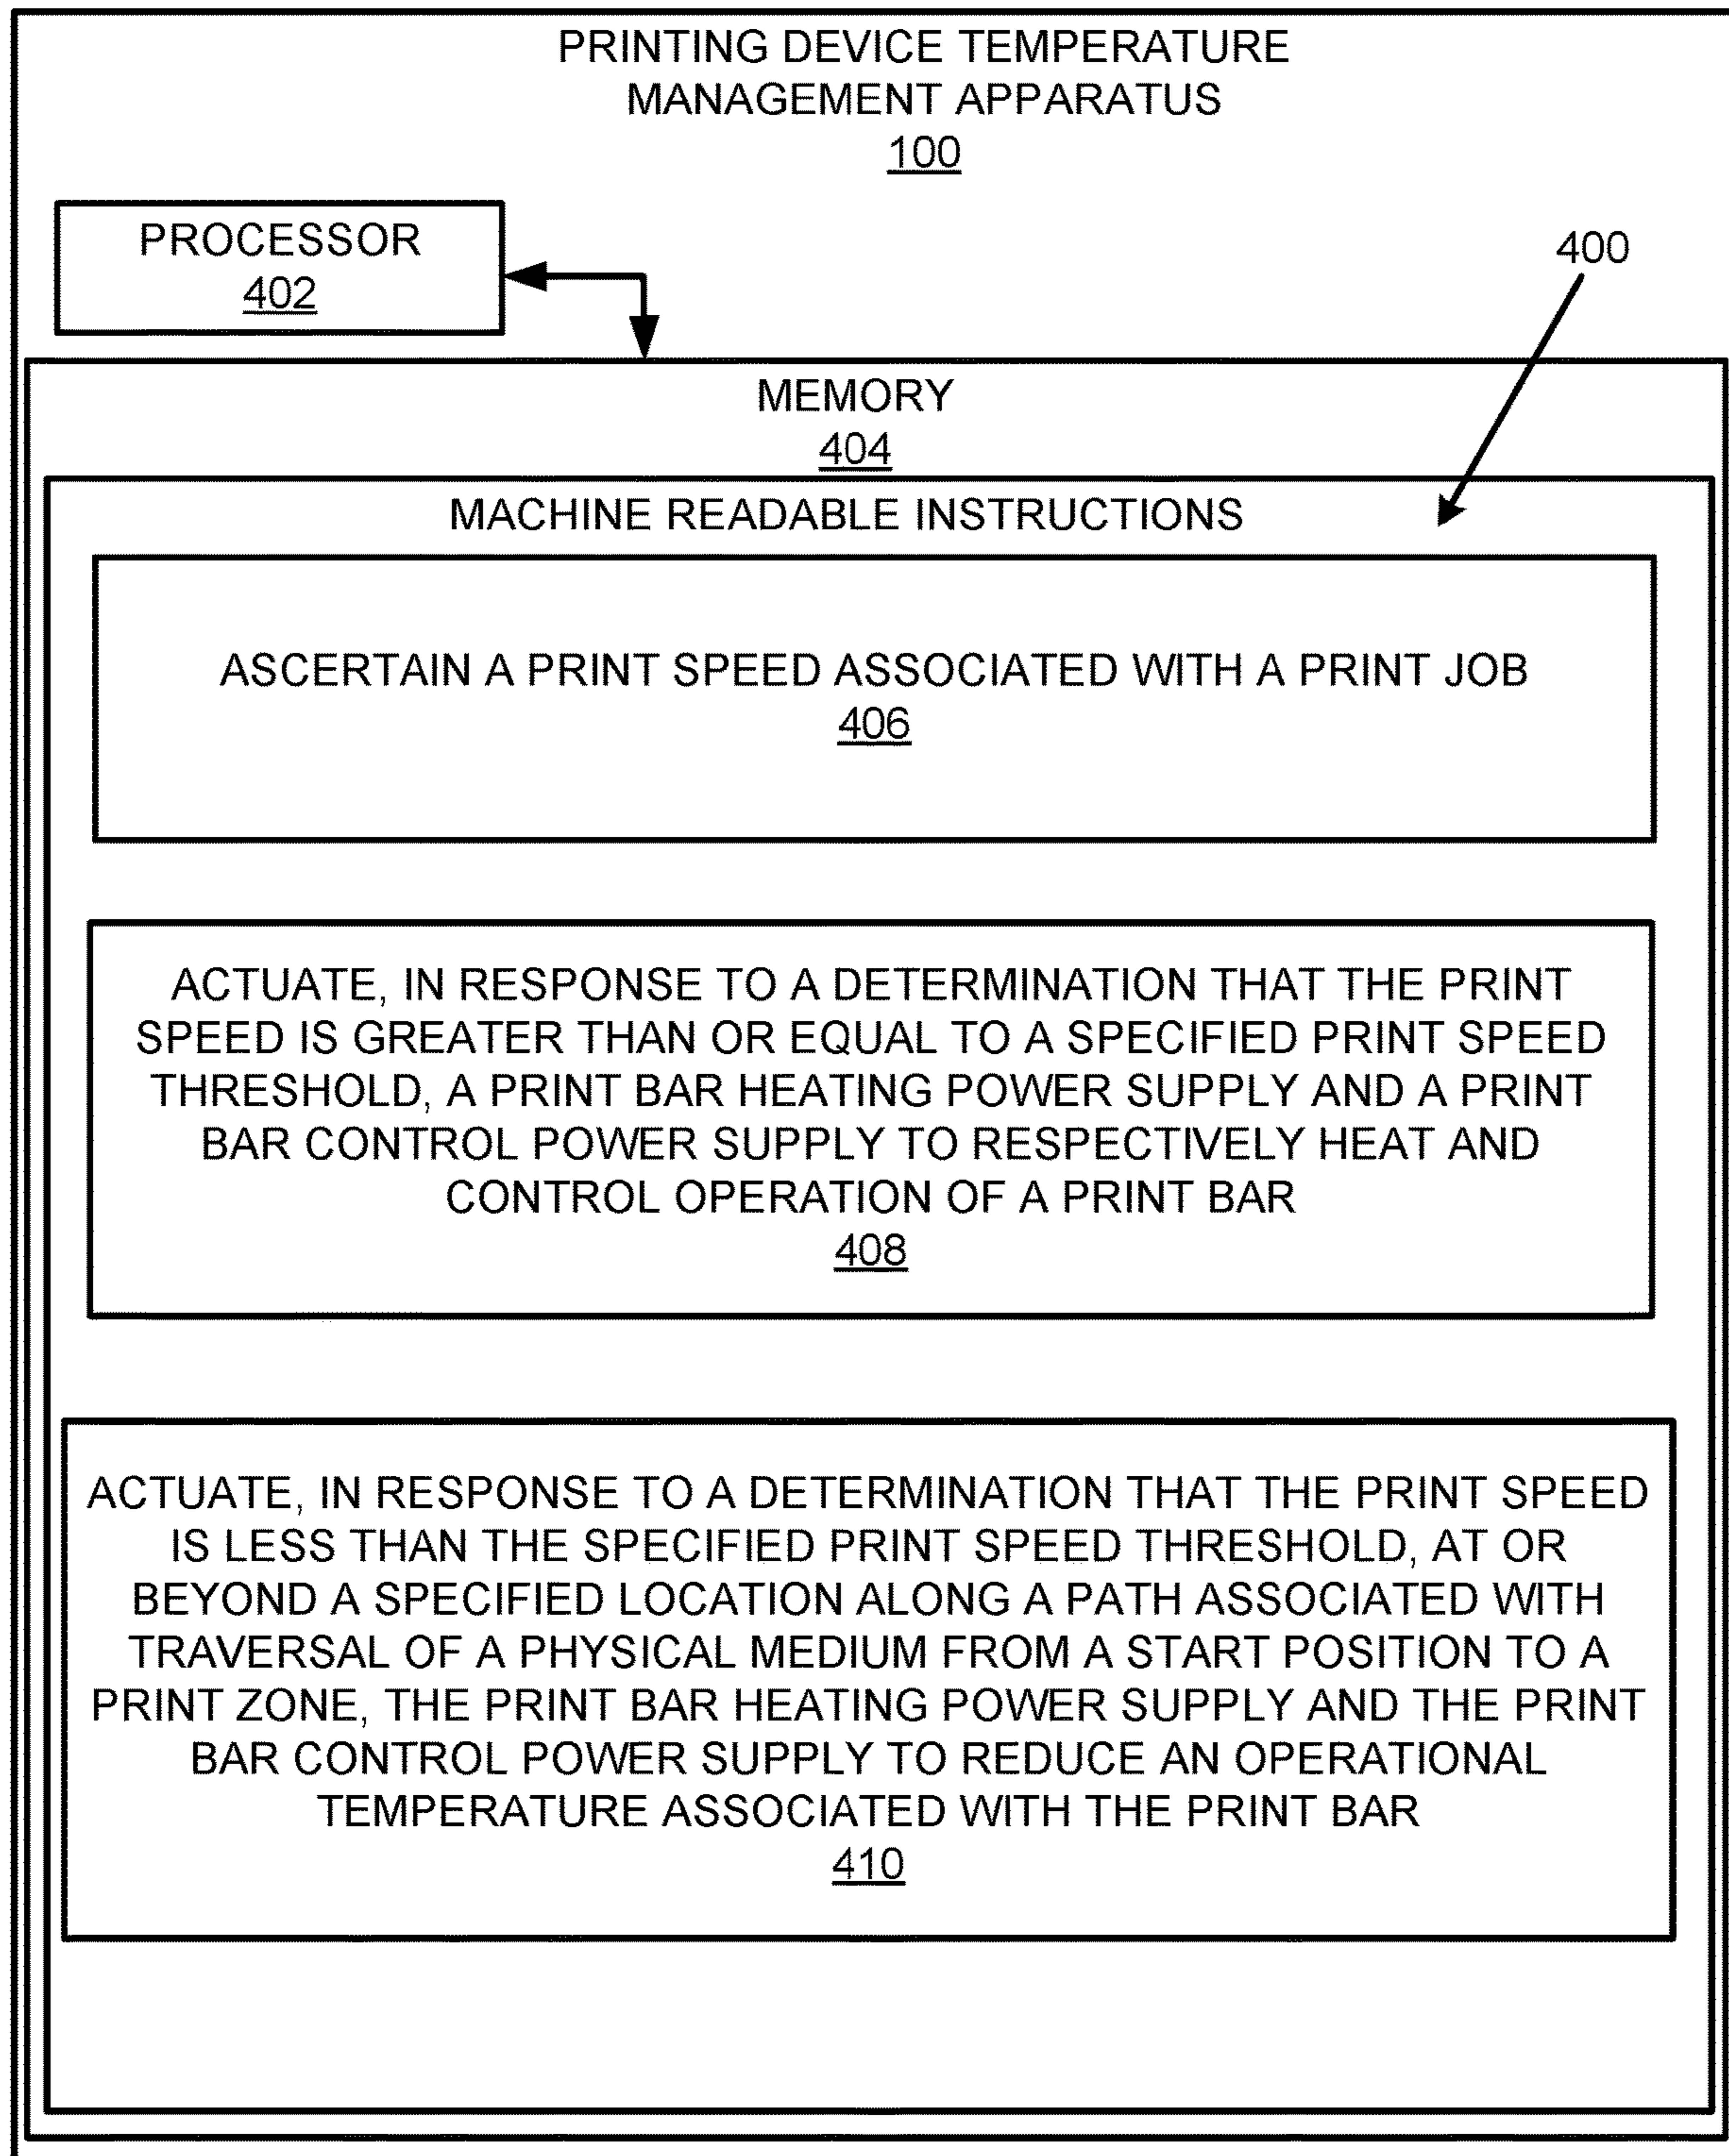 PRINTING DEVICE TEMPERATURE
MANAGEMENT APPARATUS
100
PROCESSOR
402
400
MEMORY
404
MACHINE READABLE INSTRUCTIONS
ASCERTAIN A PRINT SPEED ASSOCIATED WITH A PRINT JOB
406
ACTUATE, IN RESPONSE TO A DETERMINATION THAT THE PRINT
SPEED IS GREATER THAN OR EQUAL TO A SPECIFIED PRINT SPEED
THRESHOLD, A PRINT BAR HEATING POWER SUPPLY AND A PRINT
BAR CONTROL POWER SUPPLY TO RESPECTIVELY HEAT AND
CONTROL OPERATION OF A PRINT BAR
408
ACTUATE, IN RESPONSE TO A DETERMINATION THAT THE PRINT SPEED
IS LESS THAN THE SPECIFIED PRINT SPEED THRESHOLD, AT OR
BEYOND A SPECIFIED LOCATION ALONG A PATH ASSOCIATED WITH
TRAVERSAL OF A PHYSICAL MEDIUM FROM A START POSITION TO A
PRINT ZONE, THE PRINT BAR HEATING POWER SUPPLY AND THE PRINT
BAR CONTROL POWER SUPPLY TO REDUCE AN OPERATIONAL
TEMPERATURE ASSOCIATED WITH THE PRINT BAR
410